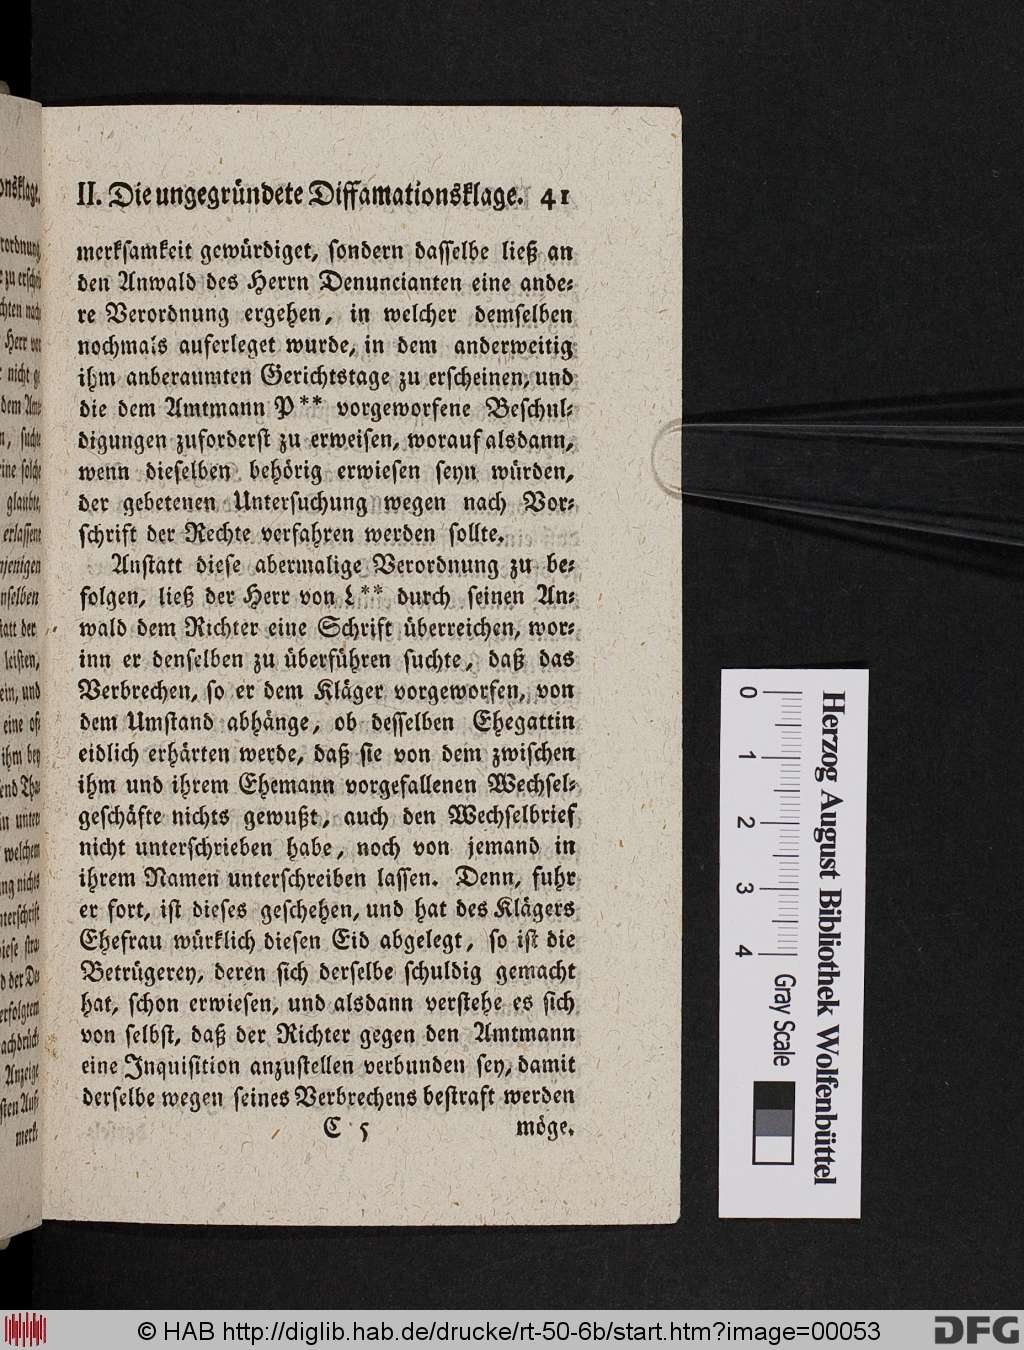 II. Die ungegründete Diffamationsklage. 41
merksamkeit gewürdiget, sondern dasselbe ließ an
den Anwald des Herrn Denuncianten eine ande⸗
re Verordnung ergehen, in welcher demselben
nochmals auferleget wurde, in dem anderweitig
ihm anberaumten Gerichtstage zu erscheinen, und
die dem Amtmann P** vorgeworfene Beschul⸗
digungen zuforderst zu erweisen, worauf alsdann,
wenn dieselben behörig erwiesen seyn würden,
der gebetenen Untersuchung wegen nach Vor⸗
schrift der Rechte verfahren werden sollte.
Anstatt diese abermalige Verordnung zu be⸗
folgen, ließ der Herr von L** durch seinen An⸗
wald dem Richter eine Schrift überreichen, wor⸗
inn er denselben zu überführen suchte, daß das
Verbrechen, so er dem Kläger vorgeworfen, von
dem Umstand abhänge, ob desselben Ehegattin
eidlich erhärten werde, daß sie von dem zwischen
ihm und ihrem Ehemann vorgefallenen Wechsel⸗
geschäfte nichts gewußt, auch den Wechselbrief
nicht unterschrieben habe, noch von jemand in
ihrem Namen unterschreiben lassen. Denn, fuhr
er fort, ist dieses geschehen, und hat des Klägers
Ehefrau würklich diesen Eid abgelegt, so ist die
Betrügerey, deren sich derselbe schuldig gemacht
hat, schon erwiesen, und alsdann verstehe es sich
von selbst, daß der Richter gegen den Amtmann
eine Inquisition anzustellen verbunden sey, damit
derselbe wegen seines Verbrechens bestraft werden
C 5 möge.
0 1 2 3 4
Gray Scale
Herzog August Bibliothek Wolfenbüttel
© HAB http://diglib.hab.de/drucke/rt-50-6b/start.htm?image=00053
DFG